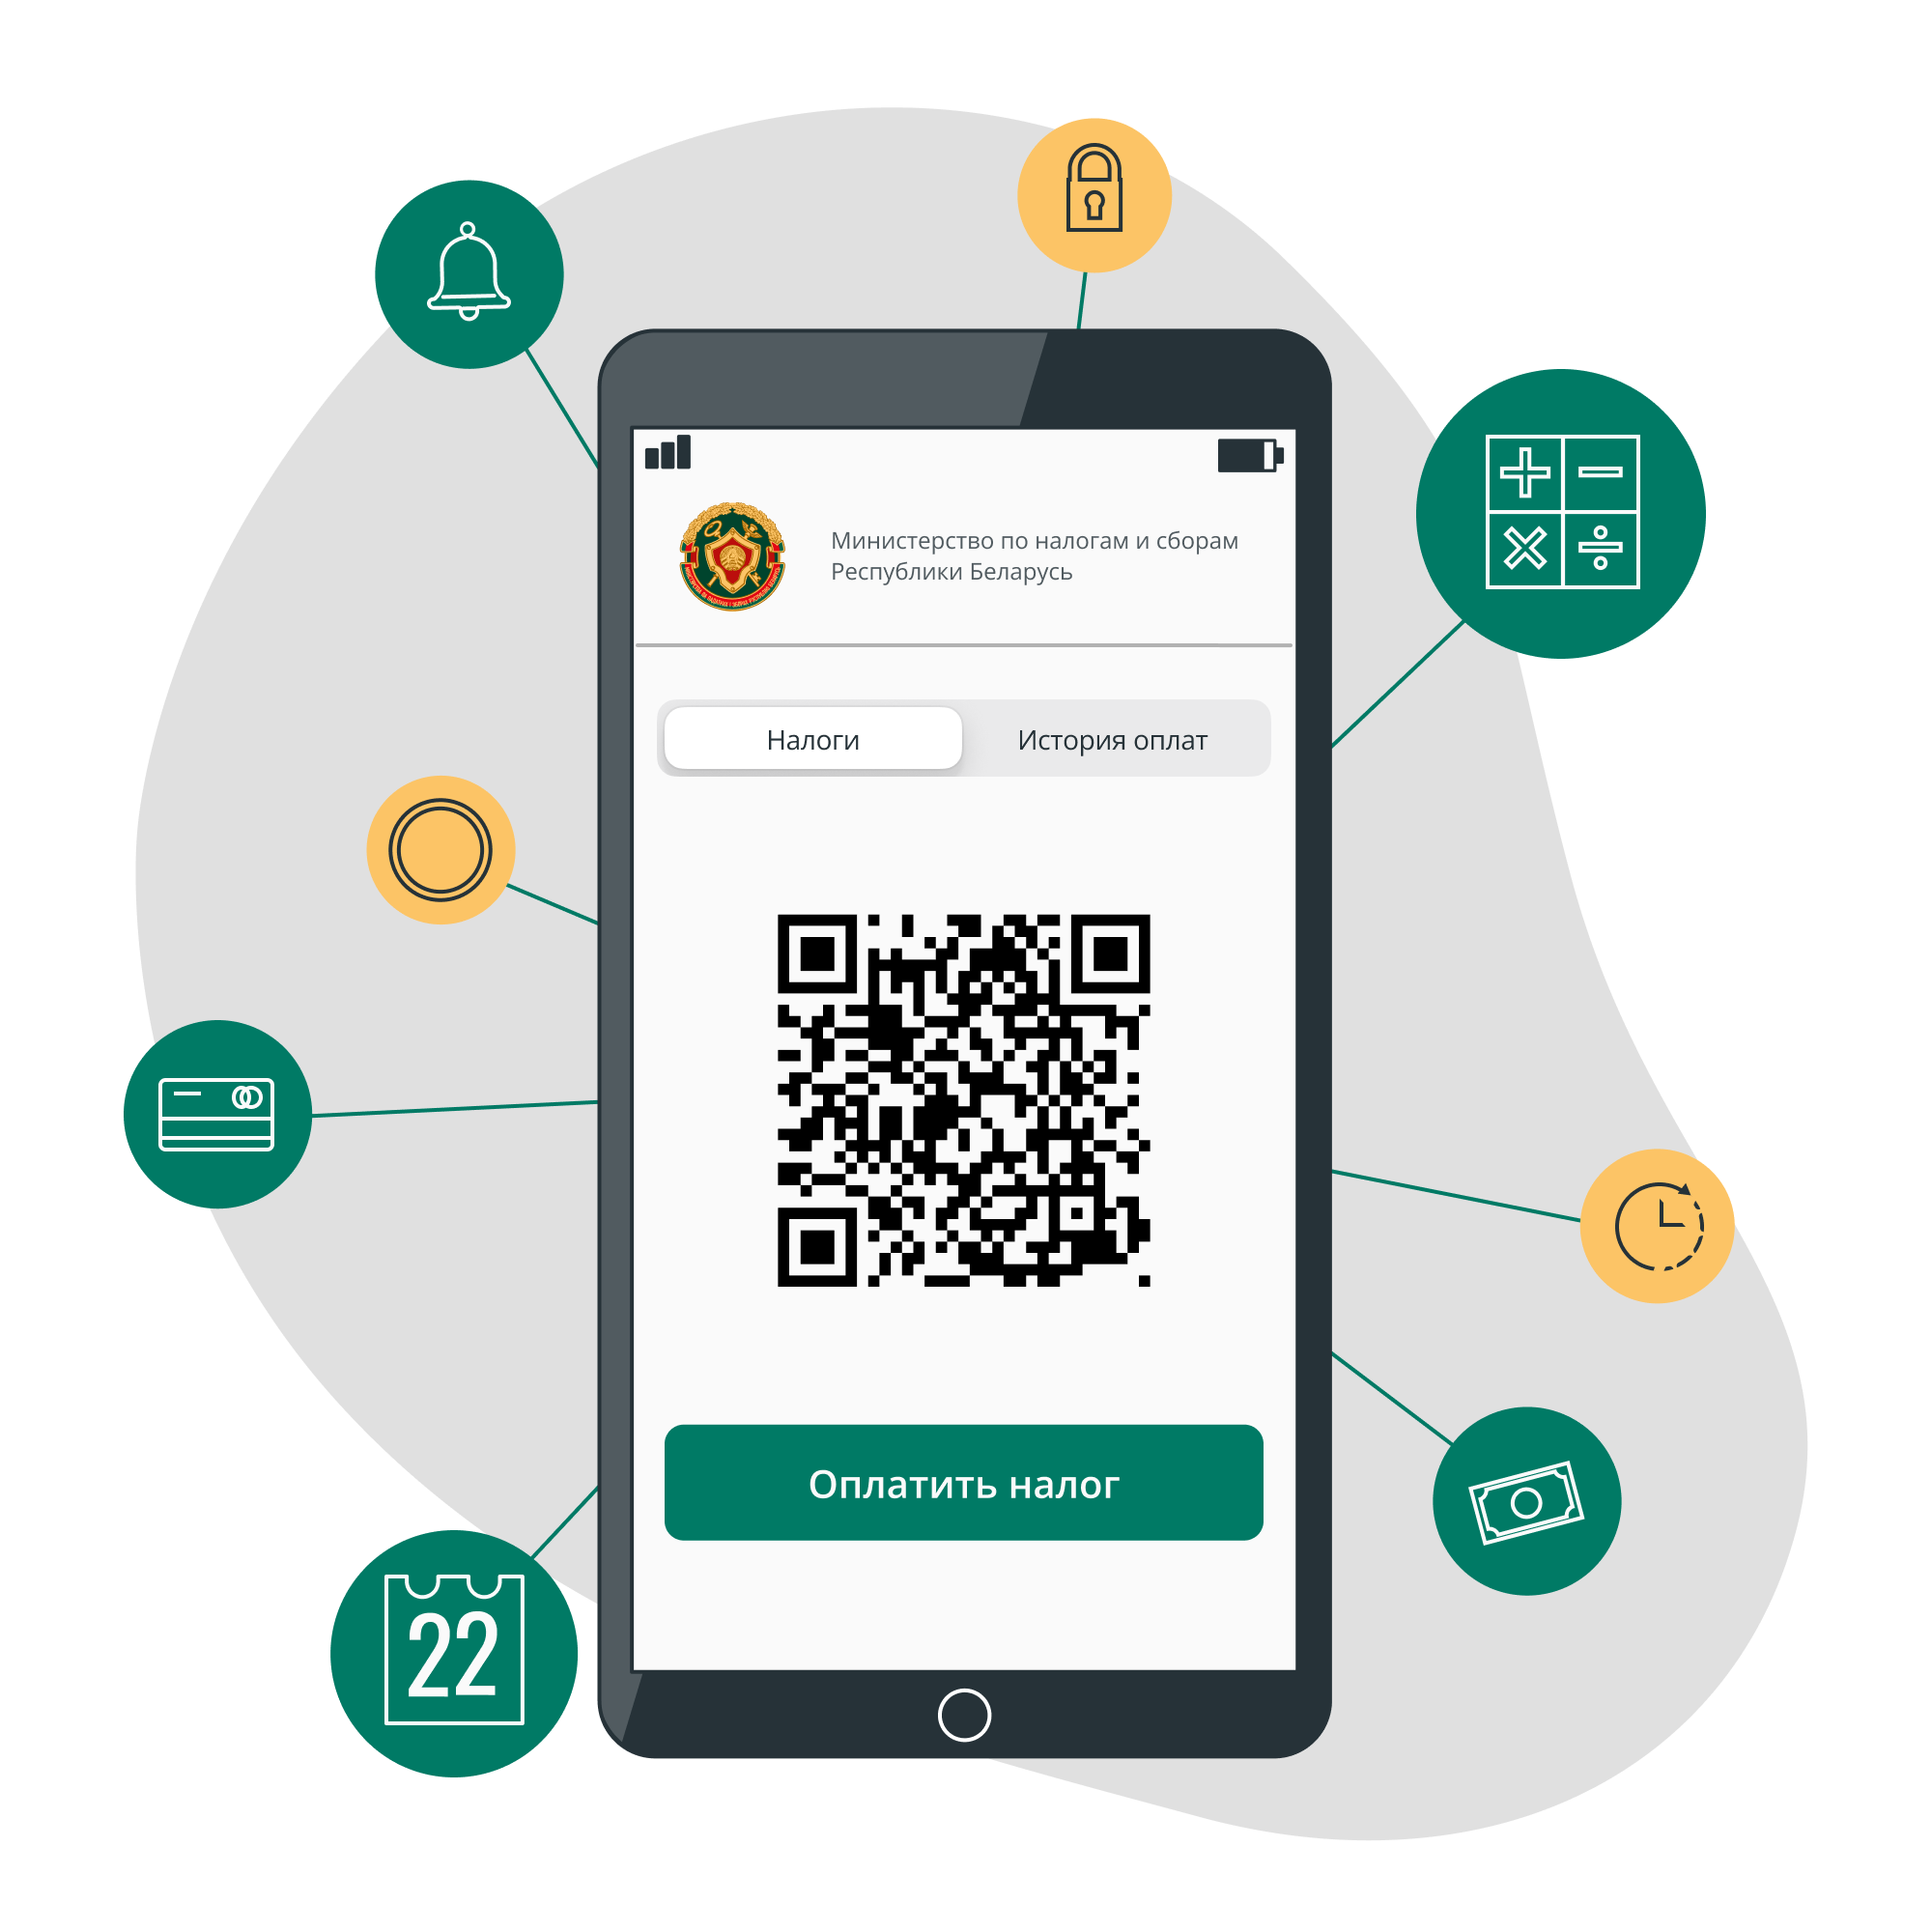 Министерство по налогам и сборам
Республики Беларусь
Налоги
История оплат
Оплатить налог
22